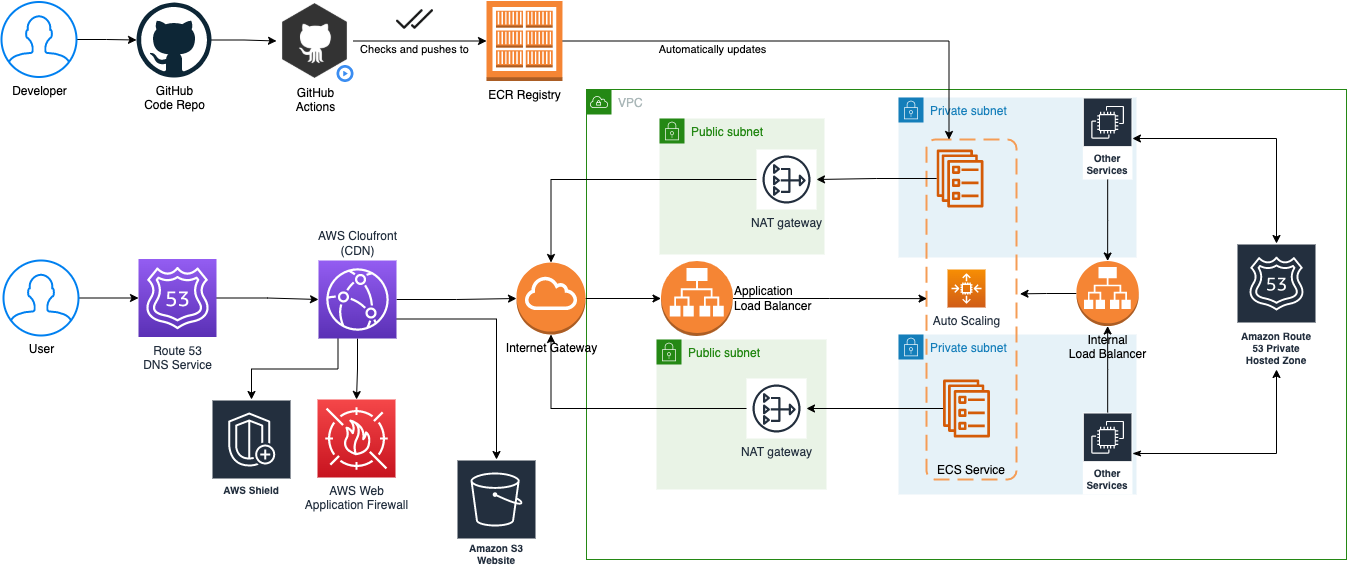 Developer
GitHub
Code Repo
GitHub
Actions
Checks and pushes to
ECR Registry
Automatically updates
VPC
Public subnet
NAT gateway
Private subnet
Other
Services
User
53
Route 53
DNS Service
AWS Cloufront
(CDN)
Internet Gateway
Application
Load Balancer
Auto Scaling
Internal
Load Balancer
53
Amazon Route
53 Private
Hosted Zone
Public subnet
NAT gateway
Private subnet
ECS Service
Other
Services
AWS Shield
AWS Web
Application Firewall
Amazon S3
Website